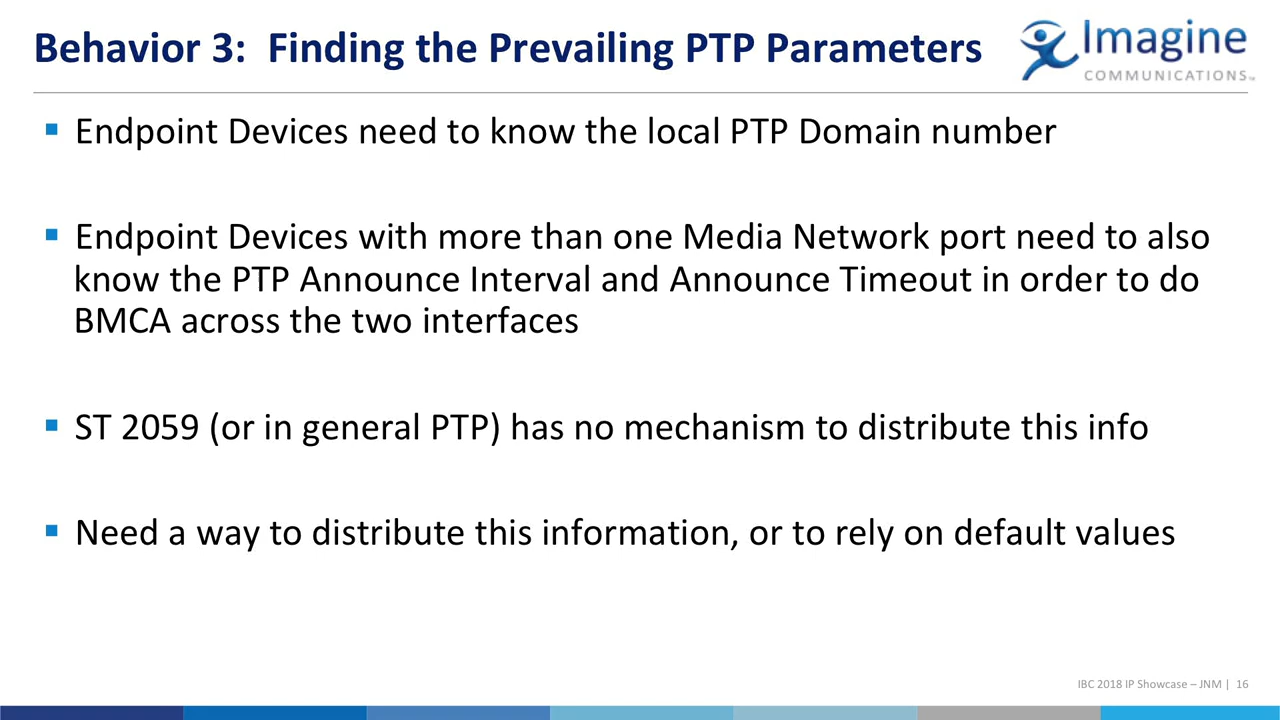 Behavior 3:  Finding the Prevailing PTP Parameters
Imagine
COMMUNICATIONS™
▪ Endpoint Devices need to know the local PTP Domain number
▪ Endpoint Devices with more than one Media Network port need to also
know the PTP Announce Interval and Announce Timeout in order to do
BMCA across the two interfaces
▪ ST 2059 (or in general PTP) has no mechanism to distribute this info
▪ Need a way to distribute this information, or to rely on default values
IBC 2018 IP Showcase – JNM | 16